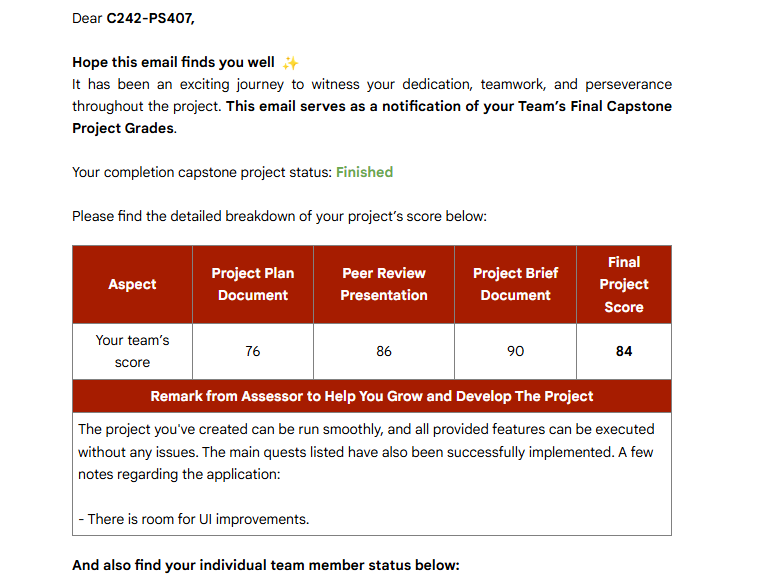 Dear C242-PS407,
Hope this email finds you well ✨
It has been an exciting journey to witness your dedication, teamwork, and perseverance
throughout the project. This email serves as a notification of your Team’s Final Capstone
Project Grades.
Your completion capstone project status: Finished
Please find the detailed breakdown of your project’s score below:
Aspect
Project Plan
Document
Peer Review
Presentation
Project Brief
Document
Final
Project
Score
Your team’s
score
76
86
90
84
Remark from Assessor to Help You Grow and Develop The Project
The project you've created can be run smoothly, and all provided features can be executed
without any issues. The main quests listed have also been successfully implemented. A few
notes regarding the application:
- There is room for UI improvements.
And also find your individual team member status below: